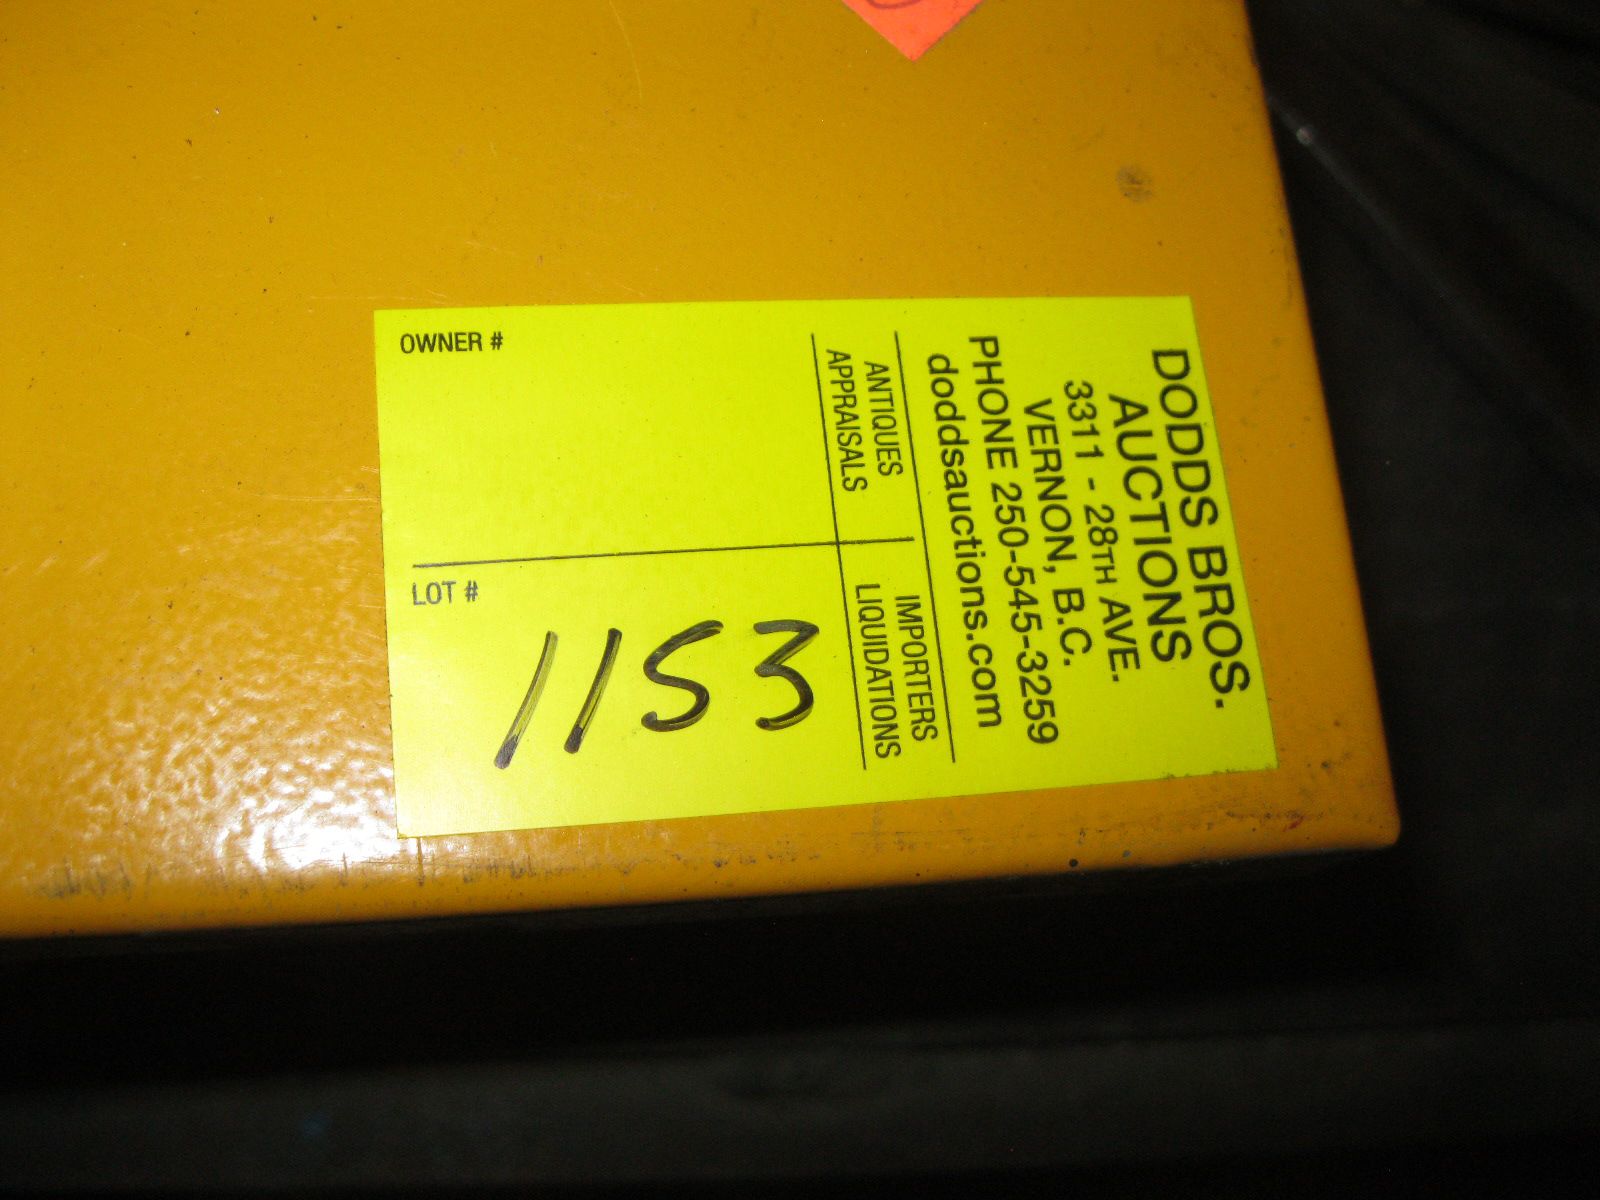 DODDS BROS.
AUCTIONS
3311 - 28TH AVE.
VERNON, B.C.
PHONE 250-545-3259
doddsauctions.com
ANTIQUES
APPRAISALS
IMPORTERS
LIQUIDATIONS
OWNER #
LOT #
1153